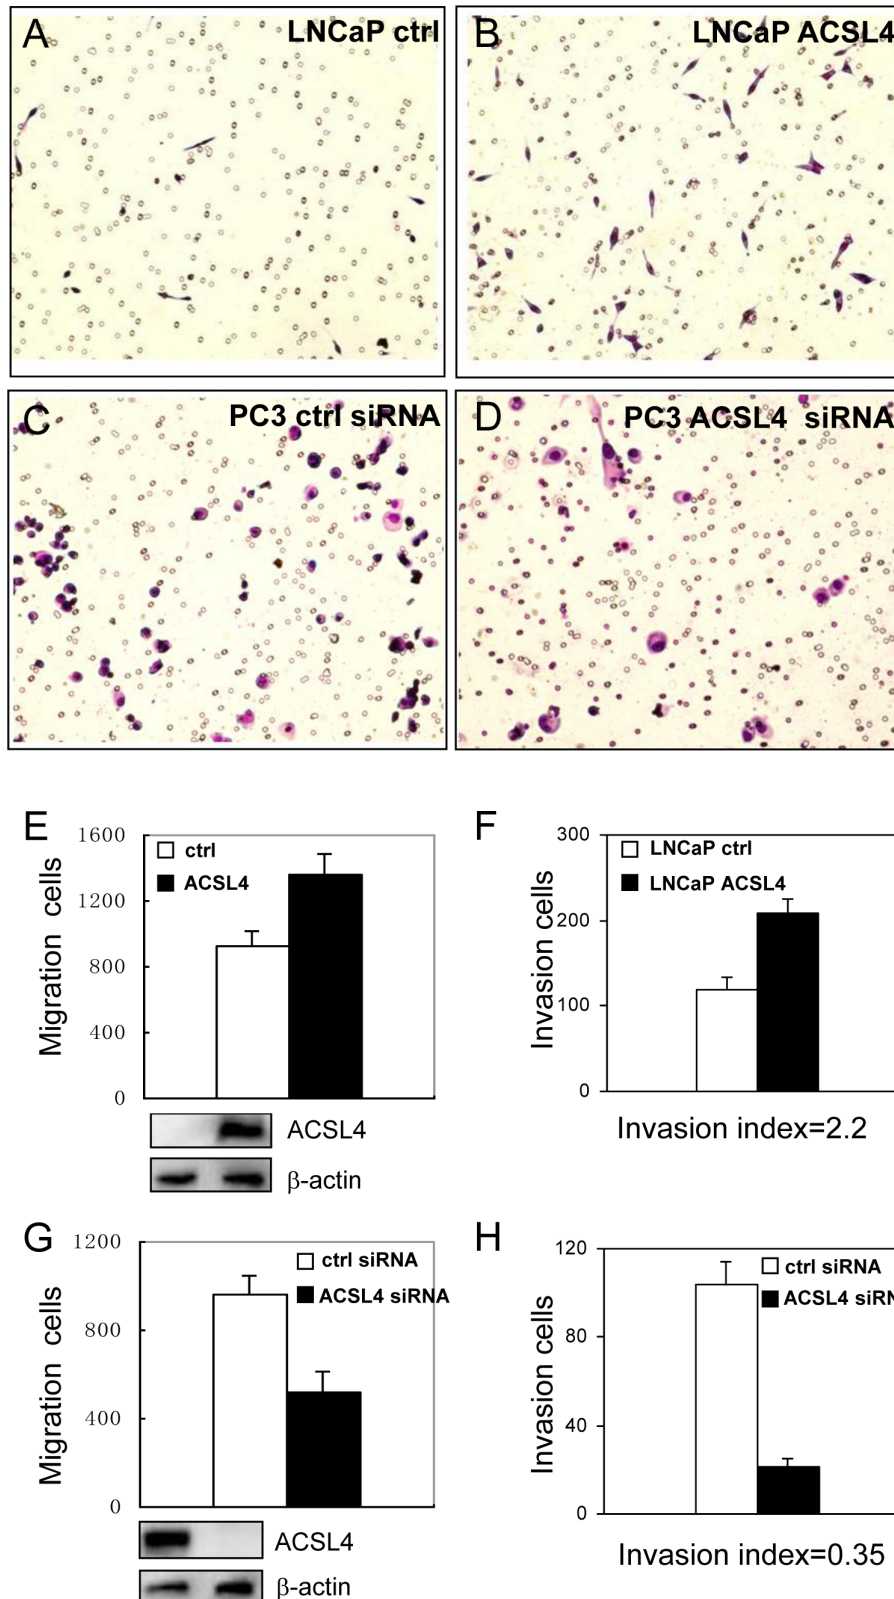 A
LNCaP ctrl
B
LNCaP ACSL4
C
PC3 ctrl siRNA
D
PC3 ACSL4 siRNA
E
1600
1200
800
400
0
Migration cells
ctrl
ACSL4
ACSL4
β-actin
F
300
200
100
0
Invasion cells
LNCaP ctrl
LNCaP ACSL4
Invasion index=2.2
G
1200
800
400
0
Migration cells
ctrl siRNA
ACSL4 siRNA
ACSL4
β-actin
H
120
80
40
0
Invasion cells
ctrl siRNA
ACSL4 siRN
Invasion index=0.35